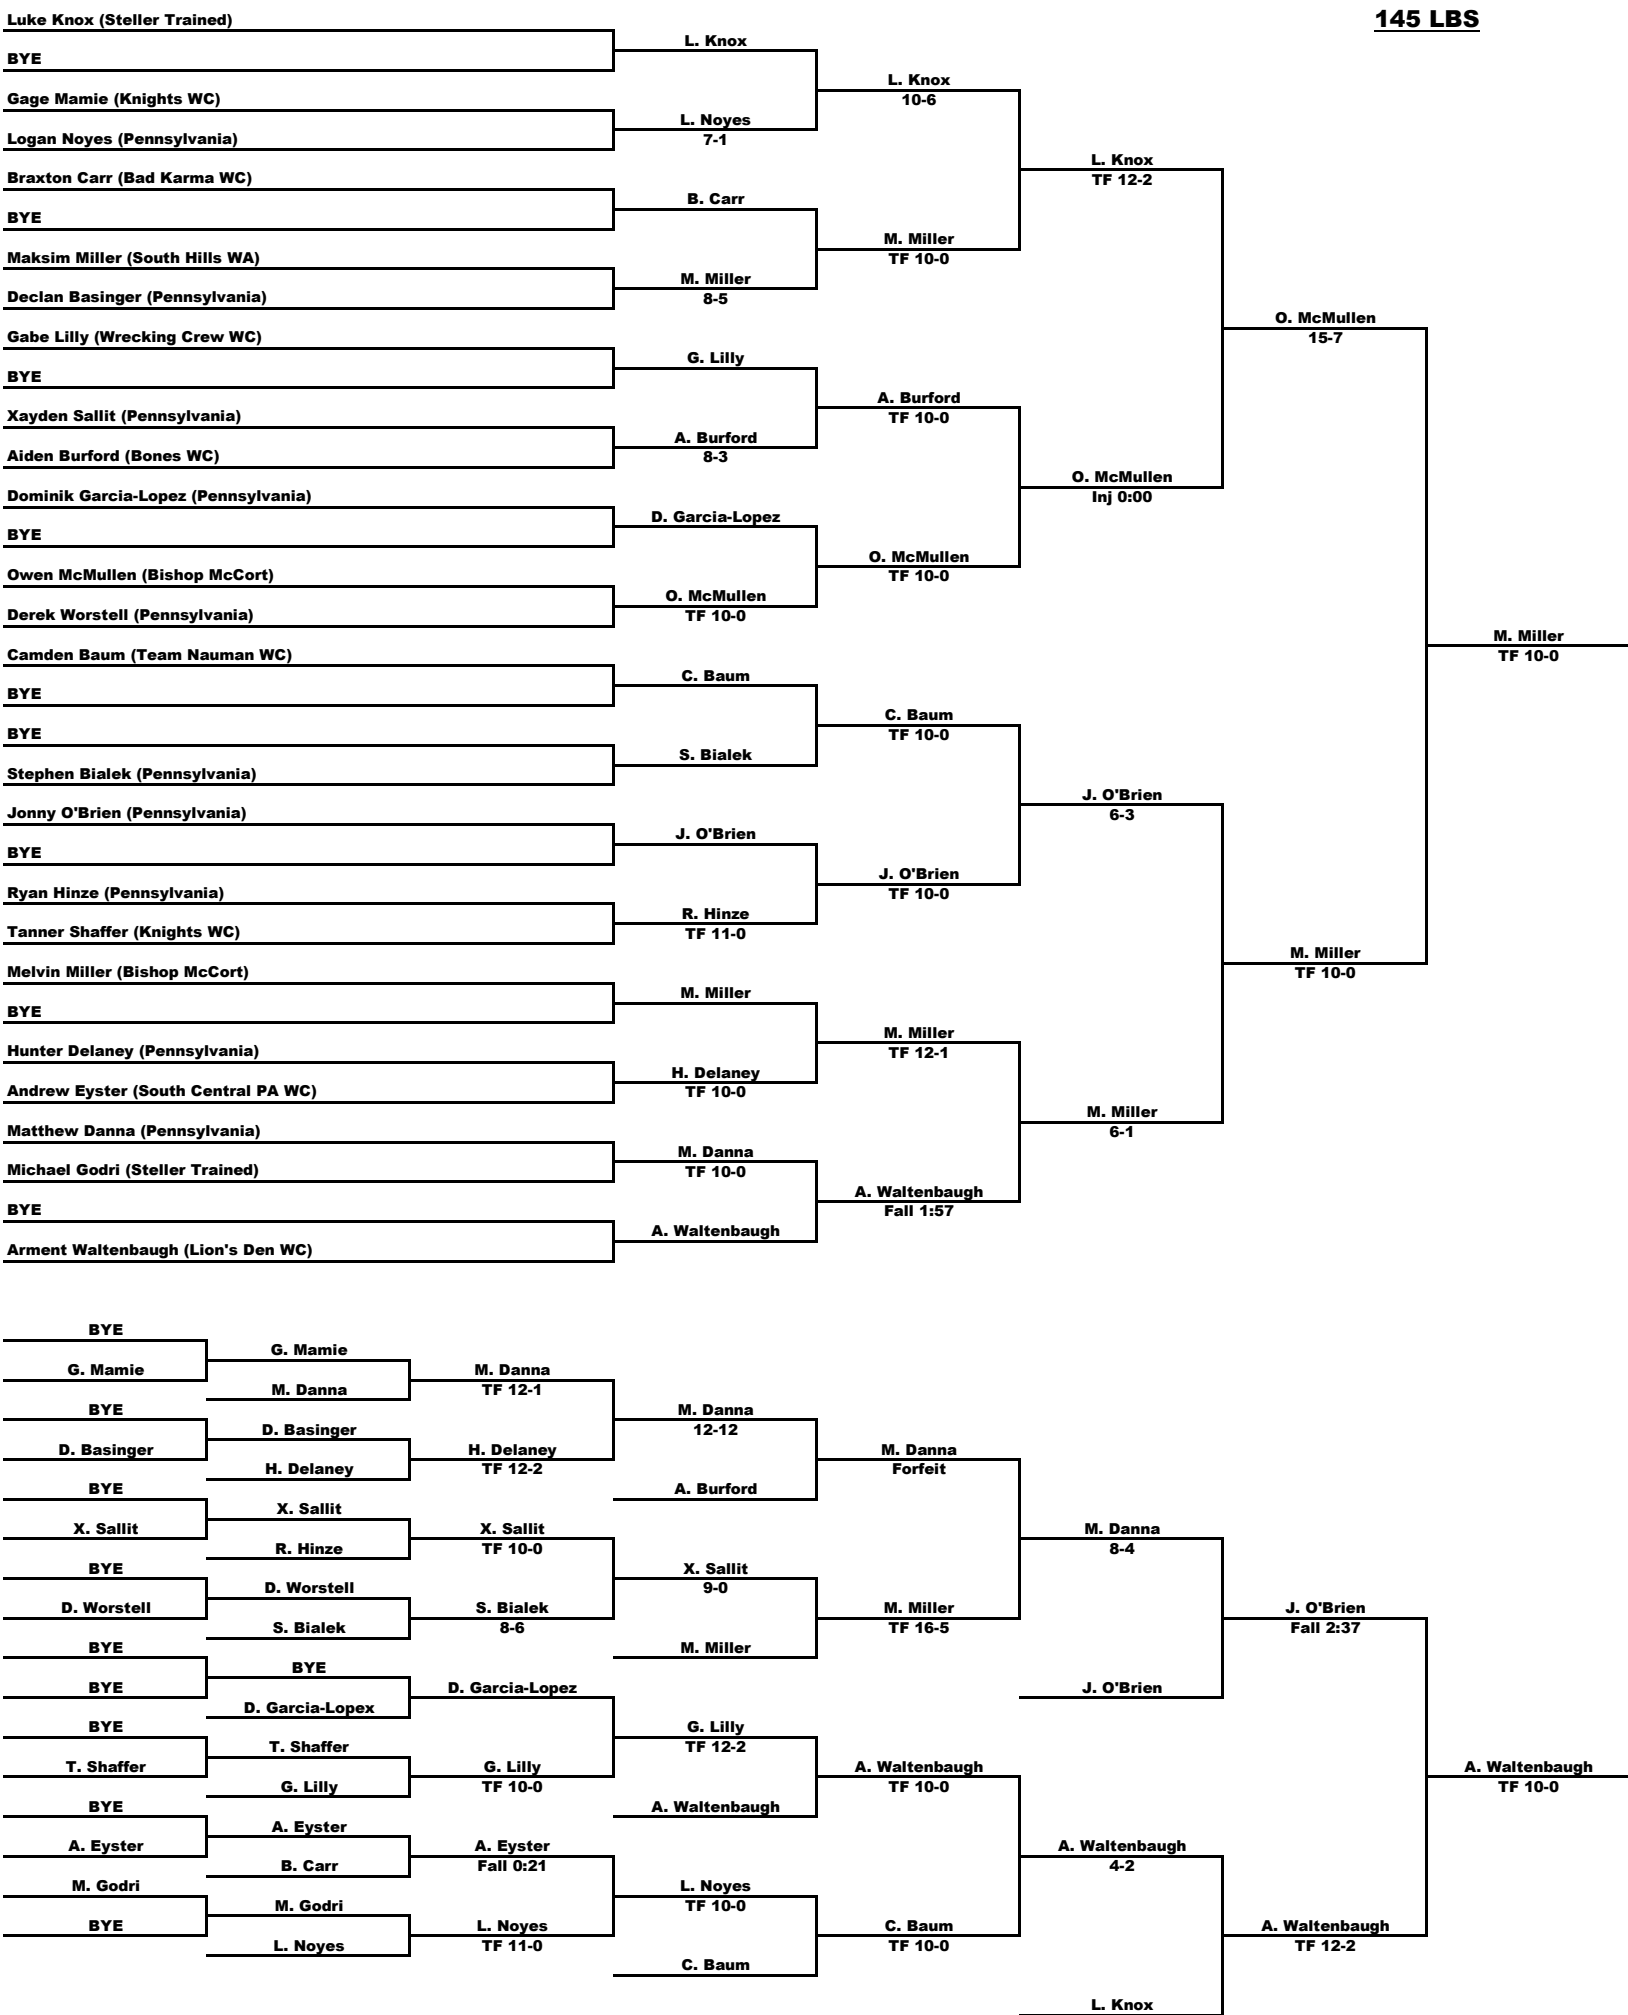 145 LBS
Luke Knox (Steller Trained)
BYE
Gage Mamie (Knights WC)
Logan Noyes (Pennsylvania)
Braxton Carr (Bad Karma WC)
BYE
Maksim Miller (South Hills WA)
Declan Basinger (Pennsylvania)
Gabe Lilly (Wrecking Crew WC)
BYE
Xayden Sallit (Pennsylvania)
Aiden Burford (Bones WC)
Dominik Garcia-Lopez (Pennsylvania)
BYE
Owen McMullen (Bishop McCort)
Derek Worstell (Pennsylvania)
Camden Baum (Team Nauman WC)
BYE
BYE
Stephen Bialek (Pennsylvania)
Jonny O'Brien (Pennsylvania)
BYE
Ryan Hinze (Pennsylvania)
Tanner Shaffer (Knights WC)
Melvin Miller (Bishop McCort)
BYE
Hunter Delaney (Pennsylvania)
Andrew Eyster (South Central PA WC)
Matthew Danna (Pennsylvania)
Michael Godri (Steller Trained)
BYE
Arment Waltenbaugh (Lion's Den WC)
L. Knox
L. Noyes
7-1
B. Carr
M. Miller
8-5
G. Lilly
A. Burford
8-3
D. Garcia-Lopez
O. McMullen
TF 10-0
C. Baum
S. Bialek
J. O'Brien
R. Hinze
TF 11-0
M. Miller
H. Delaney
TF 10-0
M. Danna
TF 10-0
A. Waltenbaugh
L. Knox
10-6
M. Miller
TF 10-0
A. Burford
TF 10-0
O. McMullen
TF 10-0
C. Baum
TF 10-0
J. O'Brien
TF 10-0
M. Miller
TF 12-1
A. Waltenbaugh
Fall 1:57
L. Knox
TF 12-2
O. McMullen
Inj 0:00
J. O'Brien
6-3
M. Miller
6-1
O. McMullen
15-7
M. Miller
TF 10-0
M. Miller
TF 10-0
BYE
G. Mamie
BYE
D. Basinger
BYE
X. Sallit
BYE
D. Worstell
BYE
BYE
BYE
T. Shaffer
BYE
A. Eyster
M. Godri
BYE
G. Mamie
M. Danna
D. Basinger
H. Delaney
X. Sallit
R. Hinze
D. Worstell
S. Bialek
BYE
D. Garcia-Lopex
T. Shaffer
G. Lilly
A. Eyster
B. Carr
M. Godri
L. Noyes
M. Danna
TF 12-1
H. Delaney
TF 12-2
X. Sallit
TF 10-0
S. Bialek
8-6
D. Garcia-Lopez
G. Lilly
TF 10-0
A. Eyster
Fall 0:21
L. Noyes
TF 11-0
M. Danna
12-12
A. Burford
X. Sallit
9-0
M. Miller
G. Lilly
TF 12-2
A. Waltenbaugh
L. Noyes
TF 10-0
C. Baum
M. Danna
Forfeit
M. Miller
TF 16-5
A. Waltenbaugh
TF 10-0
C. Baum
TF 10-0
M. Danna
8-4
J. O'Brien
A. Waltenbaugh
4-2
L. Knox
J. O'Brien
Fall 2:37
A. Waltenbaugh
TF 12-2
A. Waltenbaugh
TF 10-0